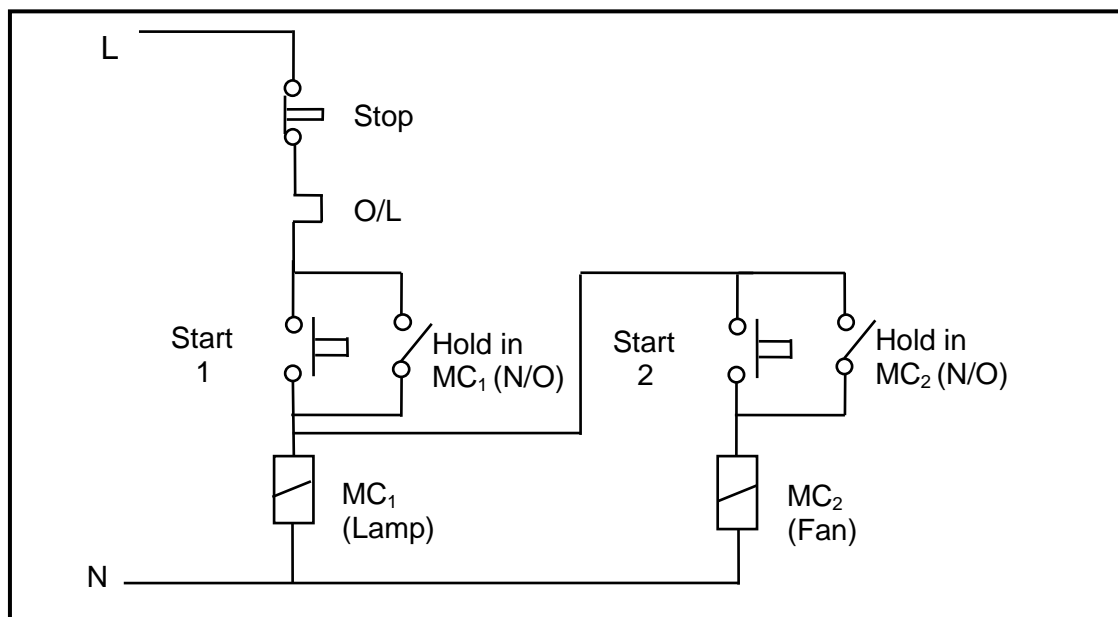 L
Stop
O/L
Start
1
Hold in
MC₁ (N/O)
Start
2
Hold in
MC₂ (N/O)
MC₁
(Lamp)
MC₂
(Fan)
N